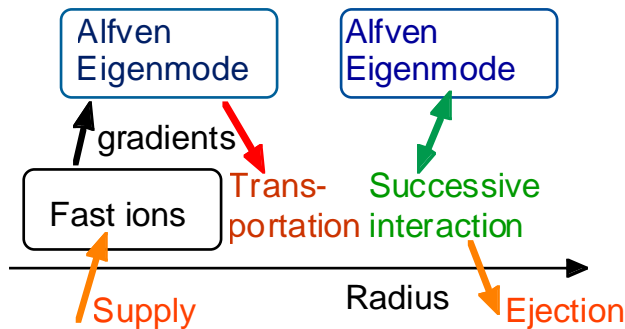 Alfven
Eigenmode
Alfven
Eigenmode
gradients
Fast ions
Trans-
portation
Successive
interaction
Radius
Supply
Ejection